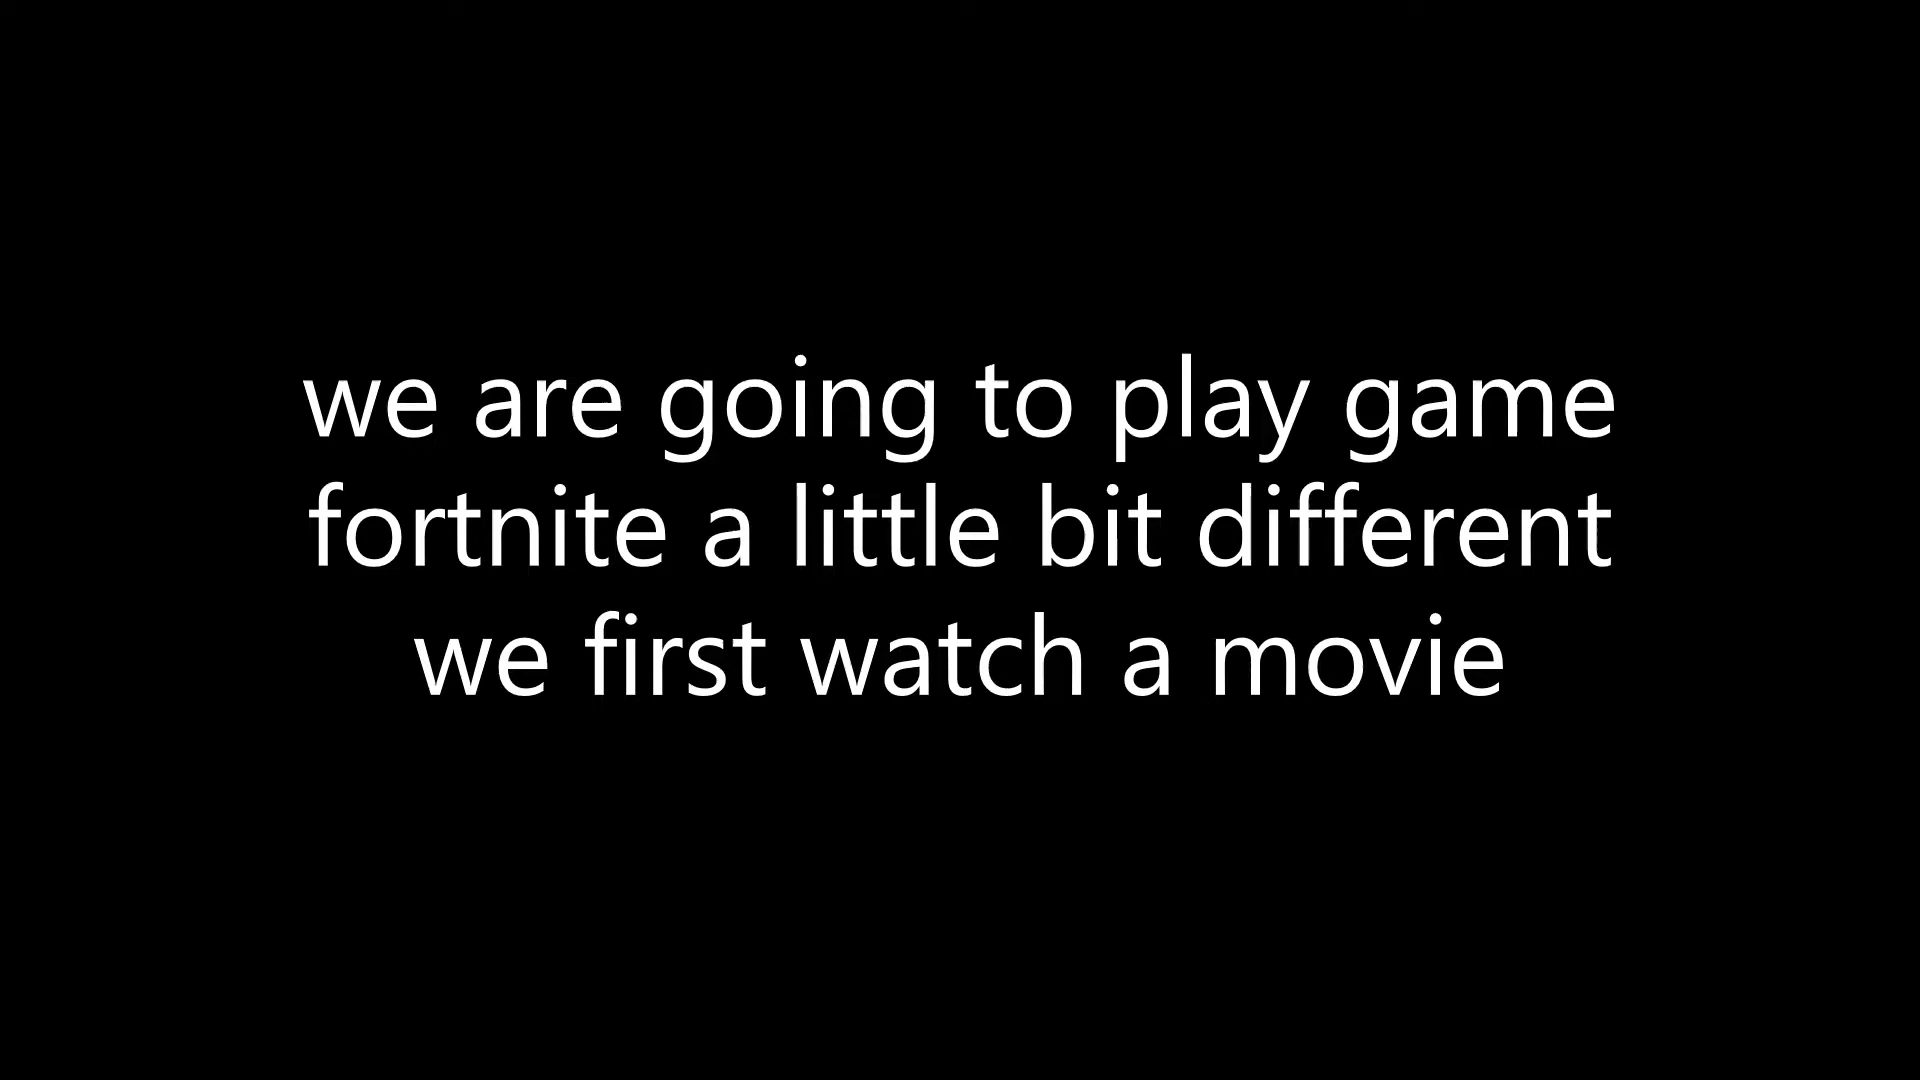 we are going to play game
fortnite a little bit different
we first watch a movie